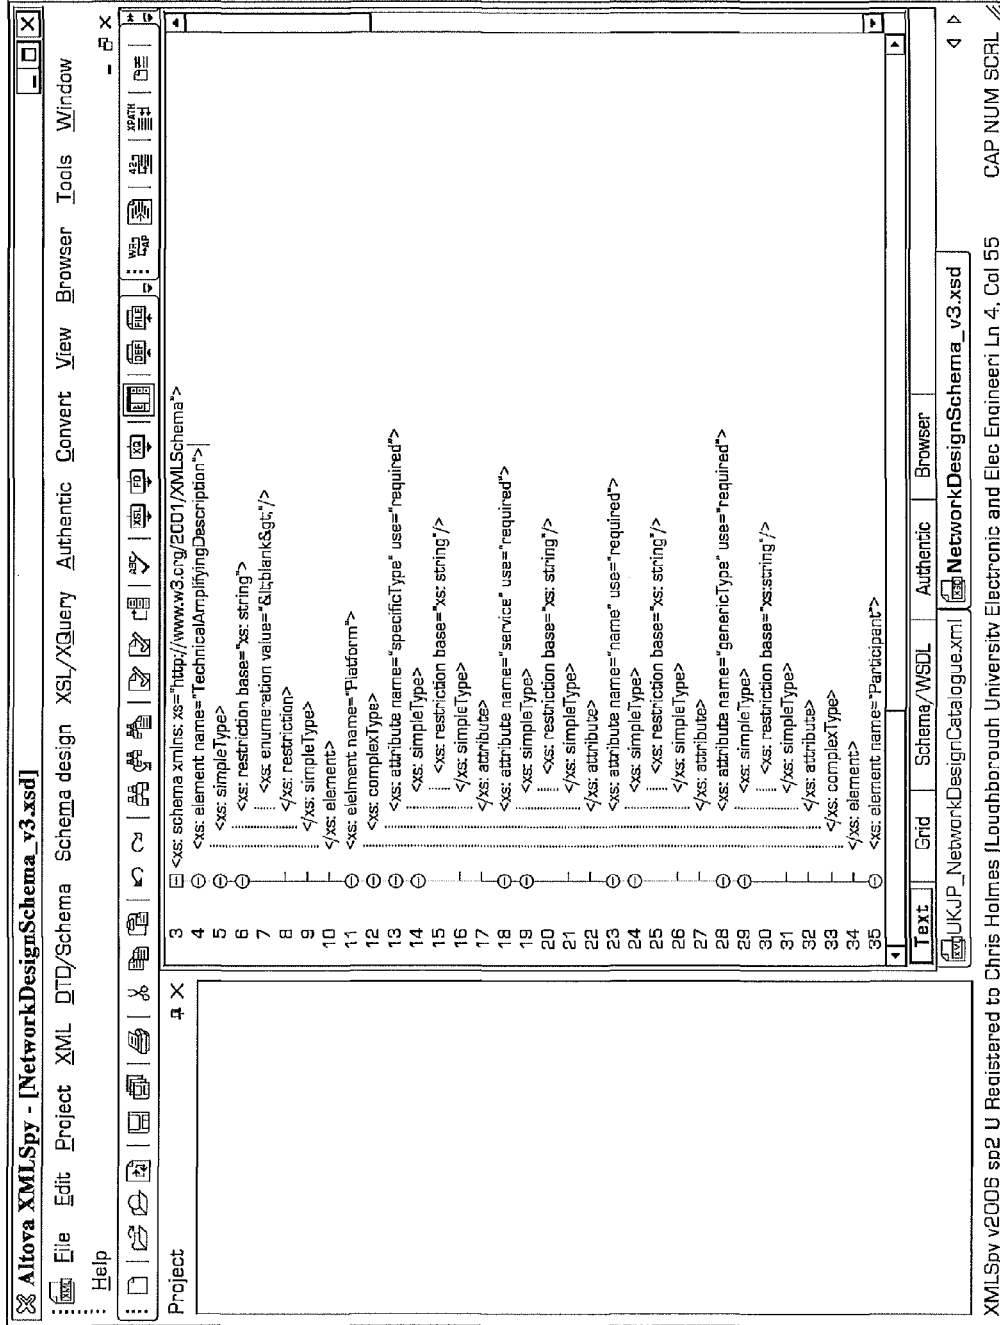 Altova XMLSpy - [NetworkDesignSchema_v3.xsd]
File Edit Project XML DTD/Schema Schema design XSL/XQuery Authentic Convert View Browser Tools Window
Help
Project
3 <xs: schema xmlns: xs="http://www.w3.org/2001/XMLSchema">
4 <xs: element name="TechnicalAmplifyingDescription">
5 <xs: simpleType>
6 <xs: restriction base="xs: string">
7 <xs: enumeration value="&lt;blank&gt;"/>
8 </xs: restriction>
9 </xs: simpleType>
10 </xs: element>
11 <xs: elelment name="Platform">
12 <xs: complexType>
13 <xs: attribute name="specificType" use="required">
14 <xs: simpleType>
15 <xs: restriction base="xs: string"/>
16 </xs: simpleType>
17 </xs: attribute>
18 <xs: attribute name="service" use="required">
19 <xs: simpleType>
20 <xs: restriction base="xs: string"/>
21 </xs: simpleType>
22 </xs: attribute>
23 <xs: attribute name="name" use="required">
24 <xs: simpleType>
25 <xs: restriction base="xs: string"/>
26 </xs: simpleType>
27 </xs: attribute>
28 <xs: attribute name="genericType" use="required">
29 <xs: simpleType>
30 <xs: restriction base="xs:string"/>
31 </xs: simpleType>
32 </xs: attribute>
33 </xs: complexType>
34 </xs: element>
35 <xs: element name="Participant">
Text Grid Schema/WSDL Authentic Browser
UKJP_NetworkDesignCatalogue.xml NetworkDesignSchema_v3.xsd
XMLSpy v2006 sp2 U Registered to Chris Holmes (Loughborough University Electronic and Elec Engineeri Ln 4, Col 55 CAP NUM SCRL